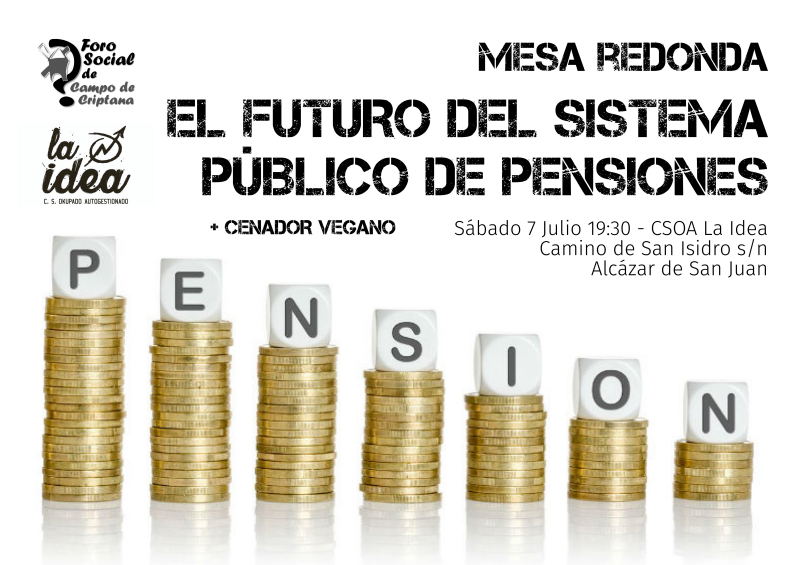 Foro
Social
de
Campo de
Criptana
la
idea
C. S. OKUPADO AUTOGESTIONADO
MESA REDONDA
EL FUTURO DEL SISTEMA
PÚBLICO DE PENSIONES
+ CENADOR VEGANO
Sábado 7 Julio 19:30 - CSOA La Idea
Camino de San Isidro s/n
Alcázar de San Juan
P E N S I O N